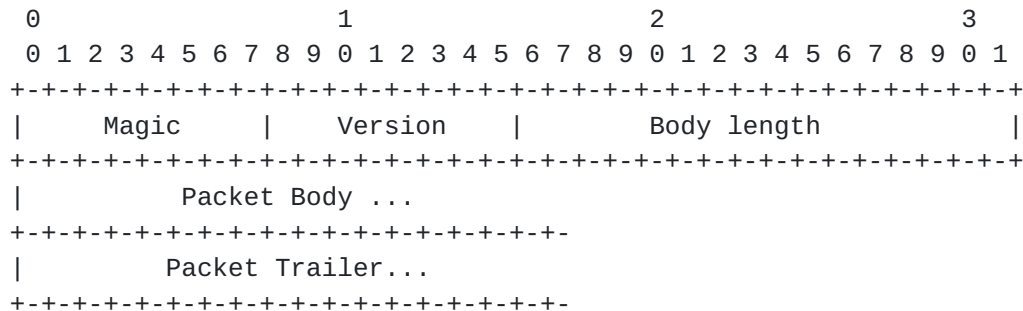 0                   1                   2                   3
 0 1 2 3 4 5 6 7 8 9 0 1 2 3 4 5 6 7 8 9 0 1 2 3 4 5 6 7 8 9 0 1
+-+-+-+-+-+-+-+-+-+-+-+-+-+-+-+-+-+-+-+-+-+-+-+-+-+-+-+-+-+-+-+-+
|     Magic     |    Version    |        Body length            |
+-+-+-+-+-+-+-+-+-+-+-+-+-+-+-+-+-+-+-+-+-+-+-+-+-+-+-+-+-+-+-+-+
|          Packet Body ...
+-+-+-+-+-+-+-+-+-+-+-+-+-+-+-+-+-+-
|         Packet Trailer...
+-+-+-+-+-+-+-+-+-+-+-+-+-+-+-+-+-+-